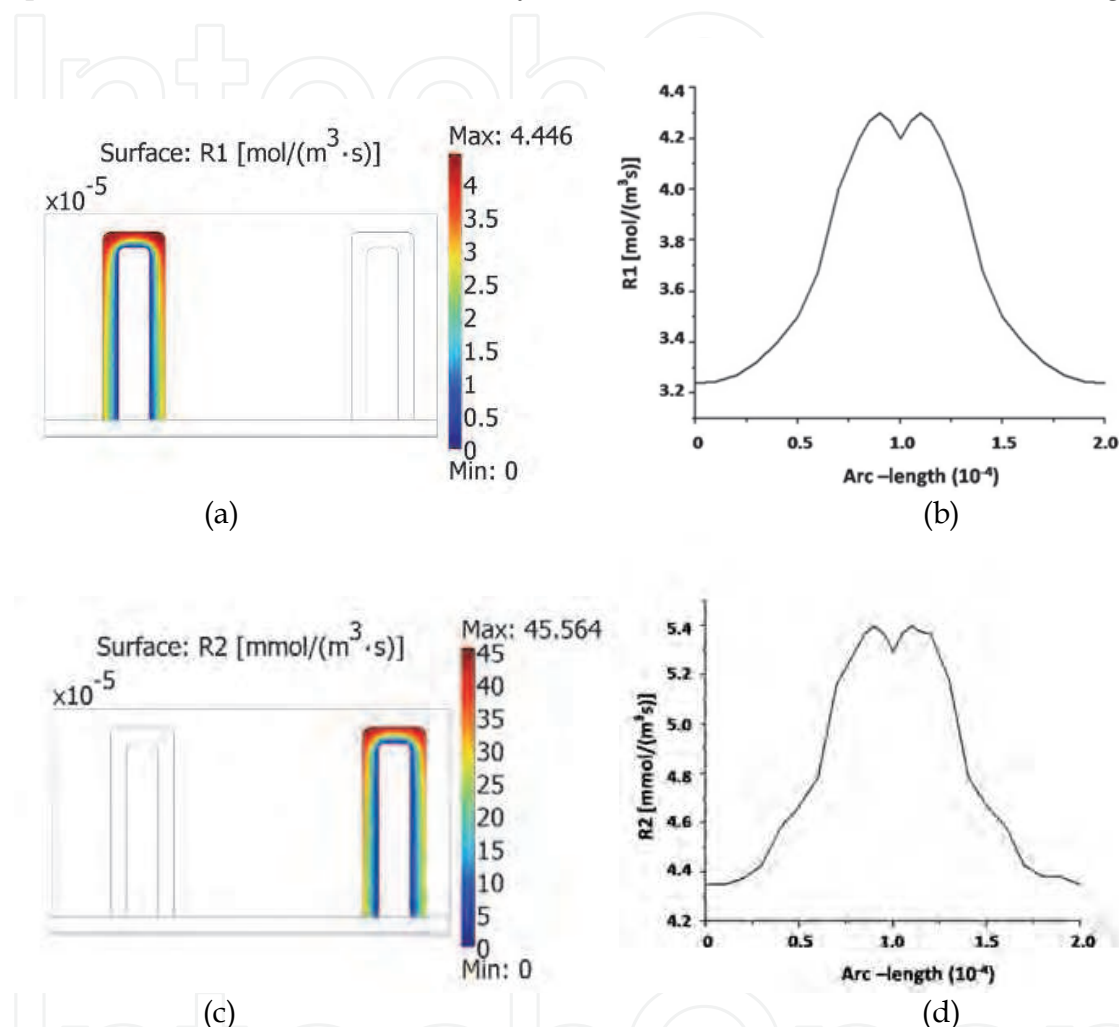 Surface: R1 [mol/(m³·s)]
x10⁻⁵
Max: 4.446
4
3.5
3
2.5
2
1.5
1
0.5
0
Min: 0
(a)
R1 [mol/(m³s)]
4.4
4.2
4.0
3.8
3.6
3.4
3.2
0 0.5 1.0 1.5 2.0
Arc –length (10⁻⁴)
(b)
Surface: R2 [mmol/(m³·s)]
x10⁻⁵
Max: 45.564
45
40
35
30
25
20
15
10
5
0
Min: 0
(c)
R2 [mmol/(m³s)]
5.4
5.2
5.0
4.8
4.6
4.4
4.2
0 0.5 1.0 1.5 2.0
Arc –length (10⁻⁴)
(d)